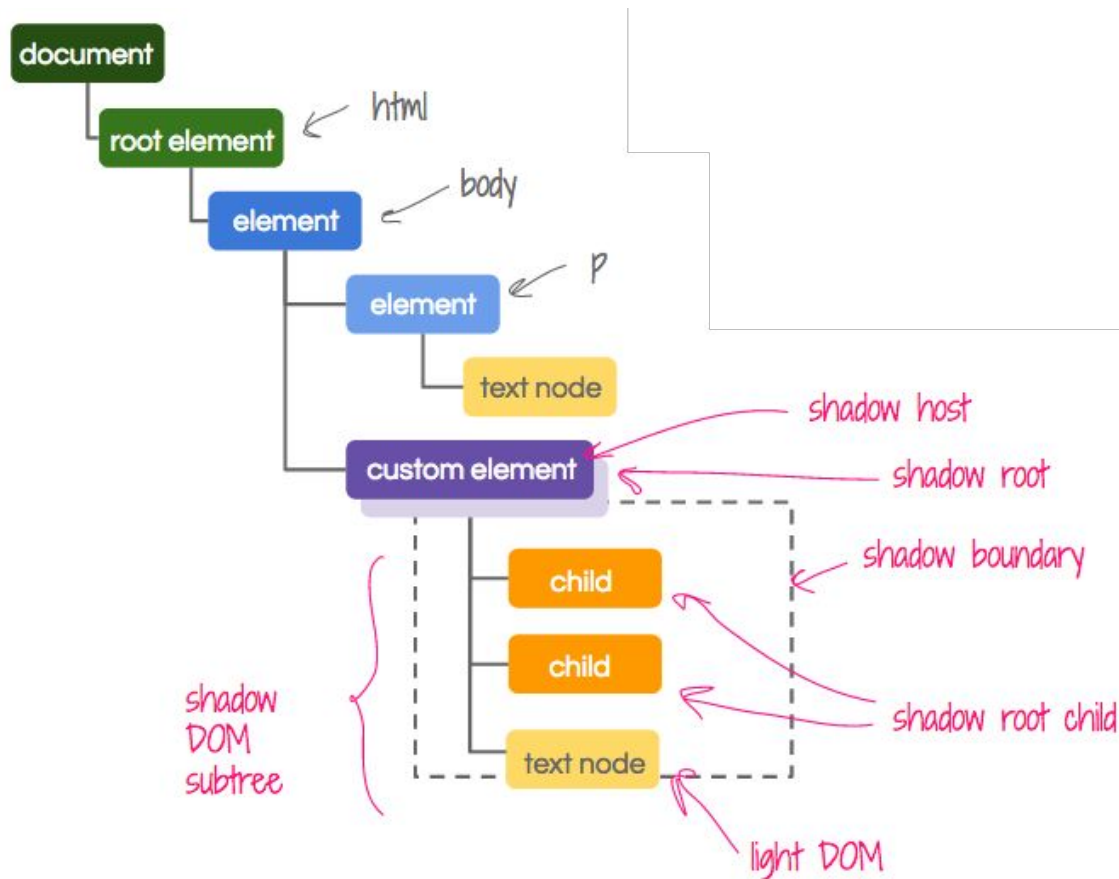 document
html
root element
body
element
p
element
text node
shadow host
custom element
shadow root
shadow boundary
child
child
shadow
DOM
subtree
shadow root child
text node
light DOM